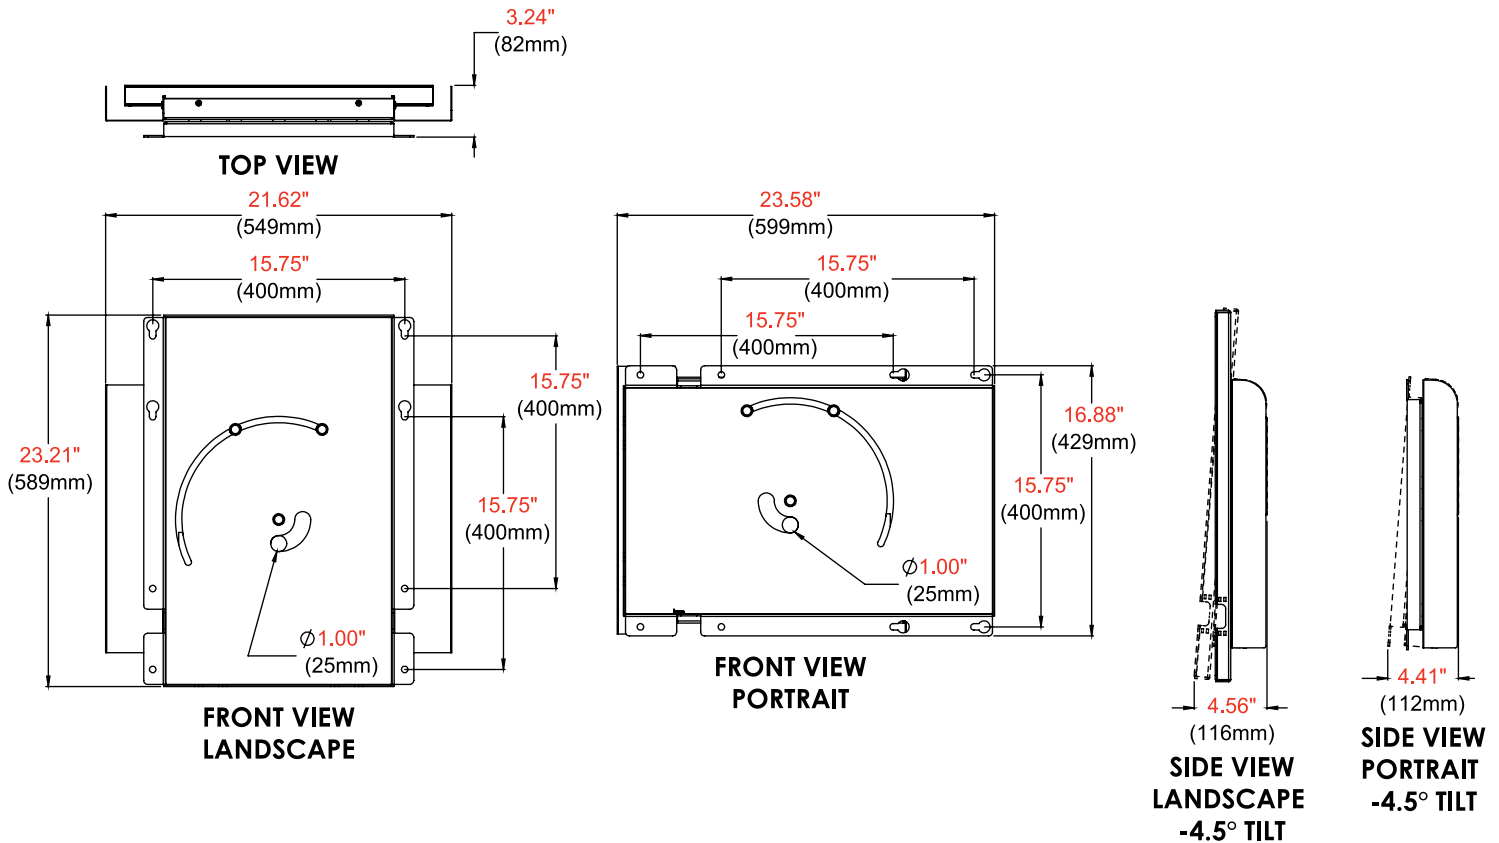 3.24"
(82mm)
TOP VIEW
21.62"
(549mm)
15.75"
(400mm)
15.75"
(400mm)
23.21"
(589mm)
15.75"
(400mm)
Ø1.00"
(25mm)
FRONT VIEW
LANDSCAPE
23.58"
(599mm)
15.75"
(400mm)
15.75"
(400mm)
16.88"
(429mm)
15.75"
(400mm)
Ø1.00"
(25mm)
FRONT VIEW
PORTRAIT
4.56"
(116mm)
SIDE VIEW
LANDSCAPE
-4.5° TILT
4.41"
(112mm)
SIDE VIEW
PORTRAIT
-4.5° TILT